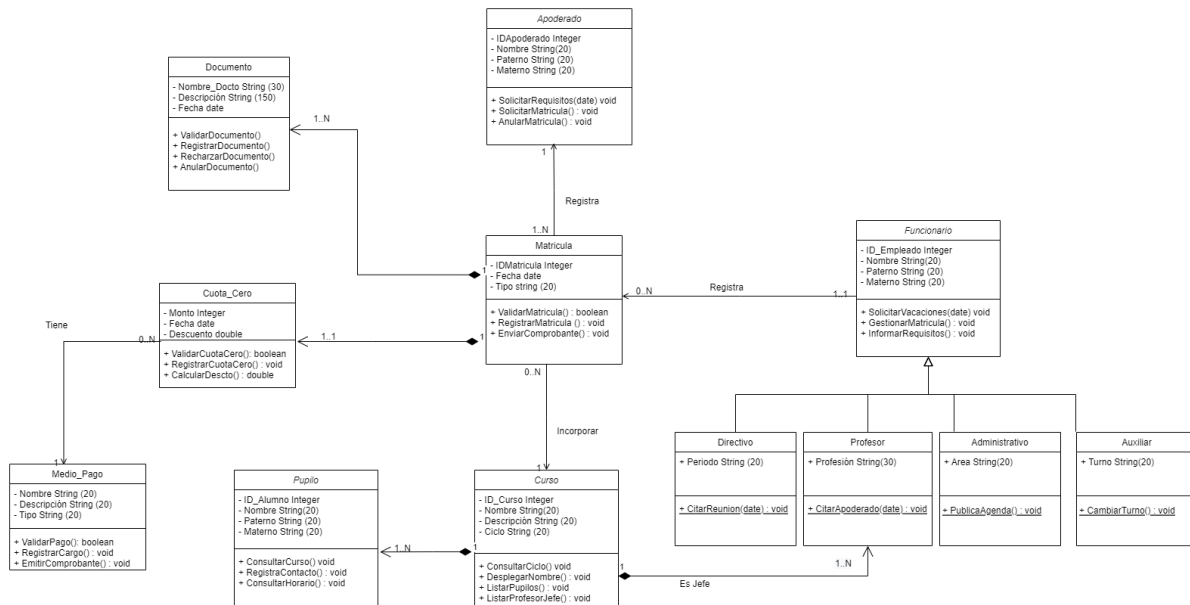 Apoderado
- IDApoderado Integer
- Nombre String(20)
- Paterno String (20)
- Materno String (20)
+ SolicitarRequisitos(date) void
+ SolicitarMatricula() : void
+ AnularMatricula() : void
1
Registra
1..N
Documento
- Nombre_Docto String (30)
- Descripción String (150)
- Fecha date
+ ValidarDocumento()
+ RegistrarDocumento()
+ RecharzarDocumento()
+ AnularDocumento()
1..N
Matricula
- IDMatricula Integer
- Fecha date
- Tipo string (20)
+ ValidarMatricula() : boolean
+ RegistrarMatricula () : void
+ EnviarComprobante() : void
1
1
0..N
0..N
Registra
1..1
Funcionario
- ID_Empleado Integer
- Nombre String(20)
- Paterno String (20)
- Materno String (20)
+ SolicitarVacaciones(date) void
+ GestionarMatricula() : void
+ InformarRequisitos() : void
Cuota_Cero
- Monto Integer
- Fecha date
- Descuento double
+ ValidarCuotaCero(): boolean
+ RegistrarCuotaCero() : void
+ CalcularDescto() : double
1..1
Tiene
0..N
1
Incorporar
1
Directivo
+ Periodo String (20)
+ CitarReunion(date) : void
Profesor
+ Profesión String(30)
+ CitarApoderado(date) : void
Administrativo
+ Area String(20)
+ PublicaAgenda() : void
Auxiliar
+ Turno String(20)
+ CambiarTurno() : void
Medio_Pago
- Nombre String (20)
- Descripción String (20)
- Tipo String (20)
+ ValidarPago(): boolean
+ RegistrarCargo() : void
+ EmitirComprobante() : void
Pupilo
- ID_Alumno Integer
- Nombre String(20)
- Paterno String (20)
- Materno String (20)
+ ConsultarCurso() void
+ RegistraContacto() : void
+ ConsultarHorario() : void
1..N
1
Curso
- ID_Curso Integer
- Nombre String(20)
- Descripción String (20)
- Ciclo String (20)
+ ConsultarCiclo() void
+ DesplegarNombre() : void
+ ListarPupilos() : void
+ ListarProfesorJefe() : void
1
Es Jefe
1..N